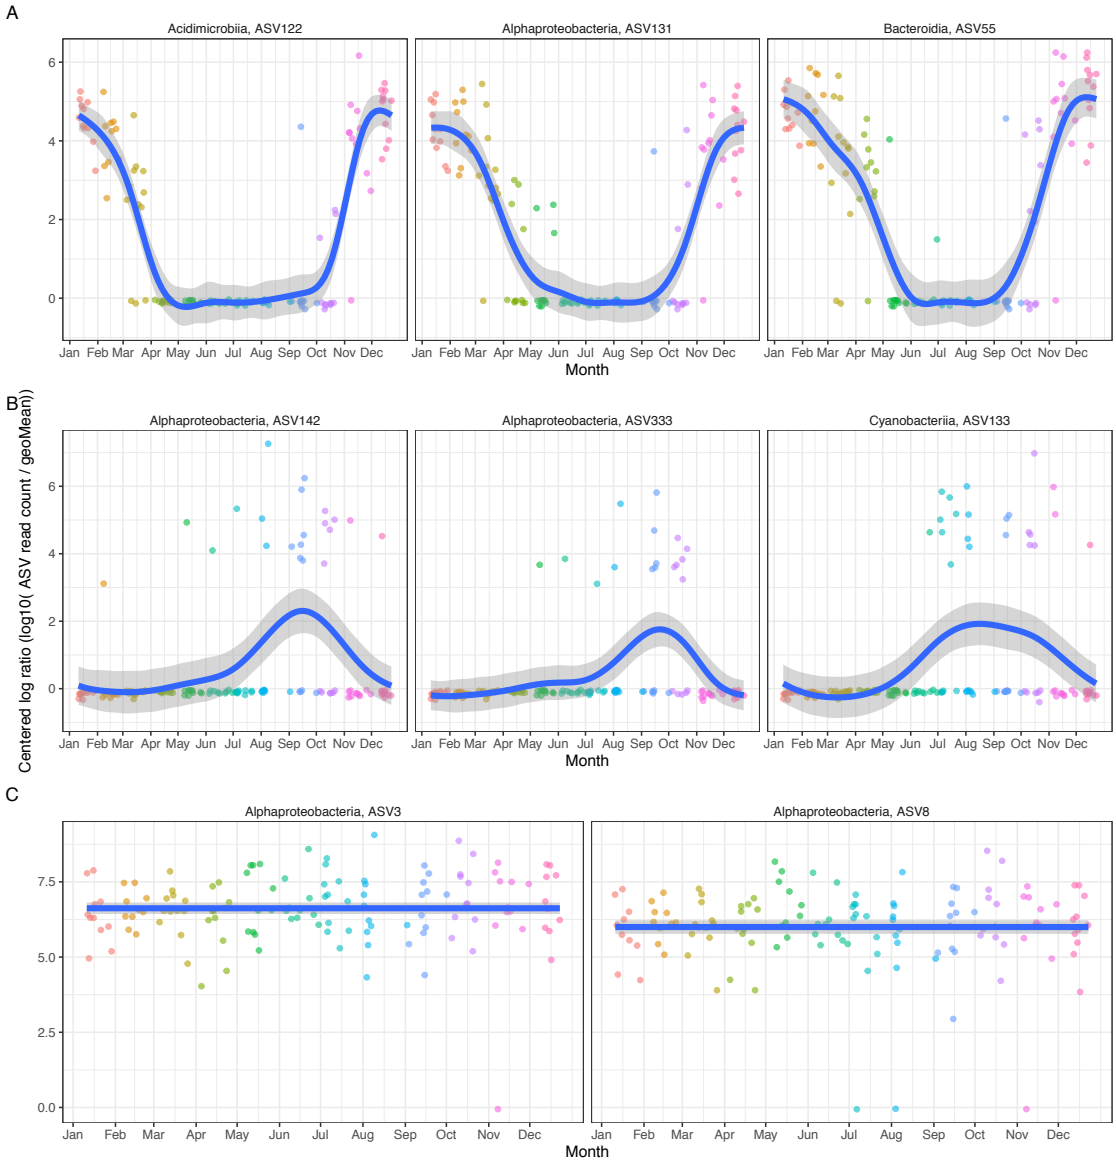 A
Acidimicrobiia, ASV122
Alphaproteobacteria, ASV131
Bacteroidia, ASV55
6
4
2
0
Jan Feb Mar Apr May Jun Jul Aug Sep Oct Nov Dec
Jan Feb Mar Apr May Jun Jul Aug Sep Oct Nov Dec
Jan Feb Mar Apr May Jun Jul Aug Sep Oct Nov Dec
Month
B
Centered log ratio (log10( ASV read count / geoMean))
Alphaproteobacteria, ASV142
Alphaproteobacteria, ASV333
Cyanobacteriia, ASV133
6
4
2
0
Jan Feb Mar Apr May Jun Jul Aug Sep Oct Nov Dec
Jan Feb Mar Apr May Jun Jul Aug Sep Oct Nov Dec
Jan Feb Mar Apr May Jun Jul Aug Sep Oct Nov Dec
Month
C
Alphaproteobacteria, ASV3
Alphaproteobacteria, ASV8
7.5
5.0
2.5
0.0
Jan Feb Mar Apr May Jun Jul Aug Sep Oct Nov Dec
Jan Feb Mar Apr May Jun Jul Aug Sep Oct Nov Dec
Month